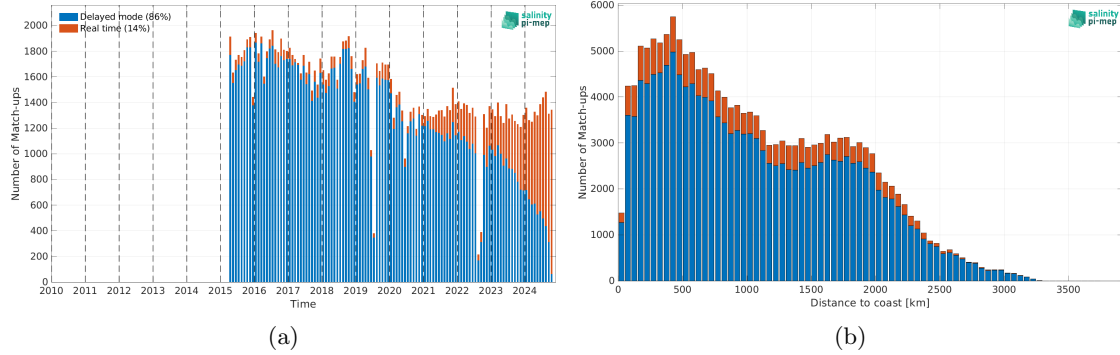 Delayed mode (86%)
Real time (14%)
salinity
pi-mep
Number of Match-ups
2000
1800
1600
1400
1200
1000
800
600
400
200
0
2010 2011 2012 2013 2014 2015 2016 2017 2018 2019 2020 2021 2022 2023 2024
Time
(a)
salinity
pi-mep
Number of Match-ups
6000
5000
4000
3000
2000
1000
0
0 500 1000 1500 2000 2500 3000 3500
Distance to coast [km]
(b)